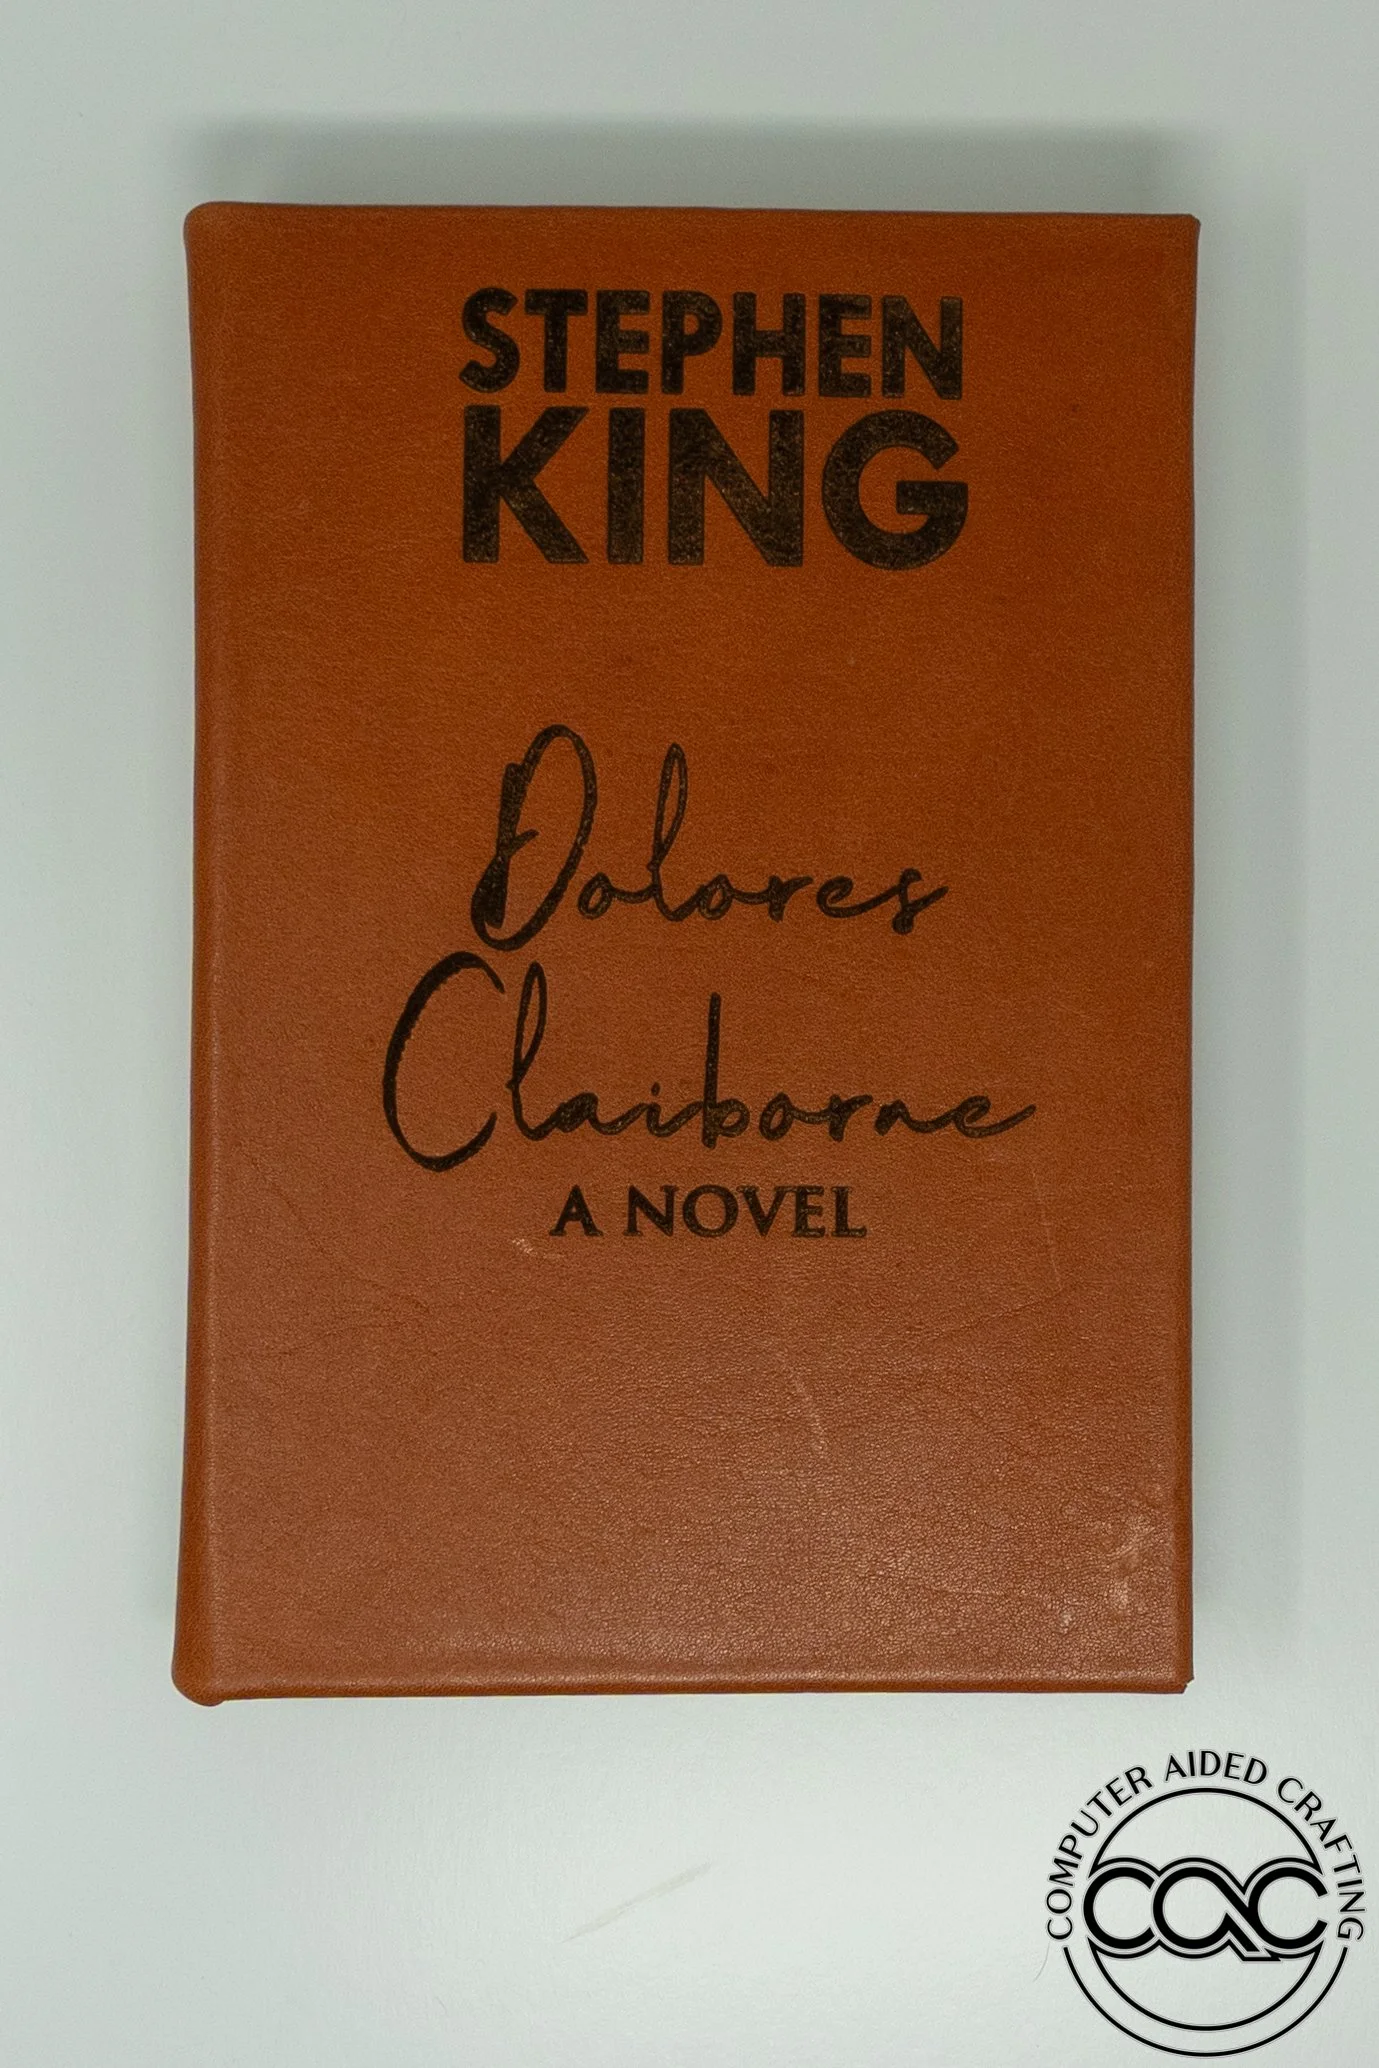 STEPHEN
KING
Dolores
Claiborne
A NOVEL
COMPUTER AIDED CRAFTING
CAC